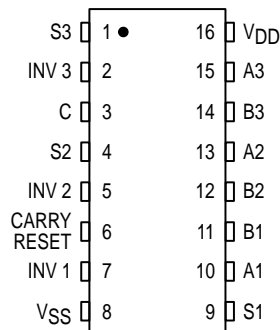 S3 1 16 VDD
INV 3 2 15 A3
C 3 14 B3
S2 4 13 A2
INV 2 5 12 B2
CARRY
RESET 6 11 B1
INV 1 7 10 A1
VSS 8 9 S1